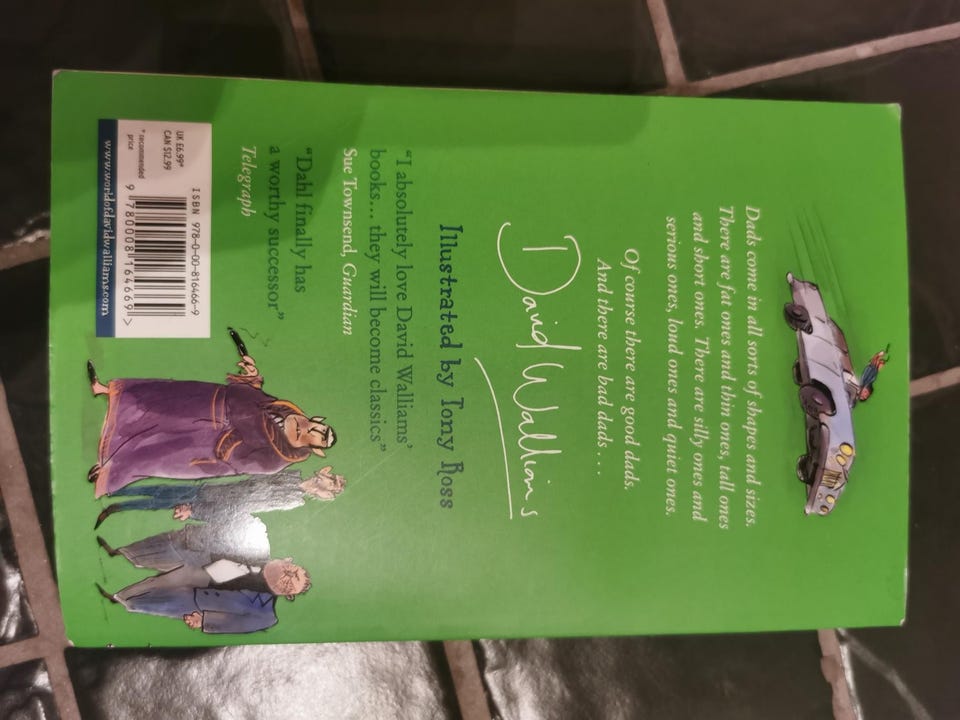 Dads come in all sorts of shapes and sizes.
There are fat ones and thin ones, tall ones
and short ones. There are silly ones and
serious ones, loud ones and quiet ones.
Of course there are good dads.
And there are bad dads...
David Walliams
Illustrated by Tony Ross
“I absolutely love David Walliams’
books... they will become classics”
Sue Townsend, Guardian
“Dahl finally has
a worthy successor”
Telegraph
ISBN 978-0-00-816466-9
9 780008 164669 >
UK £6.99*
CAN $12.99
* recommended
price
www.worldofdavidwalliams.com